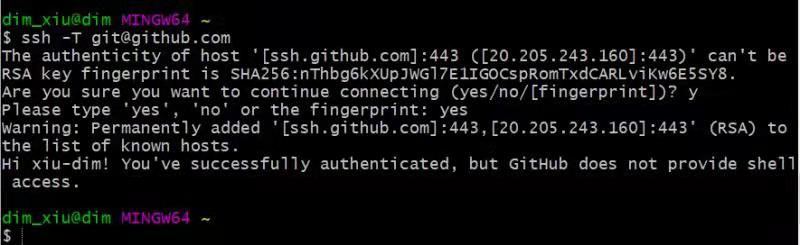 dim_xiu@dim MINGW64 ~
$ ssh -T git@github.com
The authenticity of host '[ssh.github.com]:443 ([20.205.243.160]:443)' can't be
RSA key fingerprint is SHA256:nThbg6kXUpJWGl7E1IGOCspRomTxdCARLviKw6E5SY8.
Are you sure you want to continue connecting (yes/no/[fingerprint])? y
Please type 'yes', 'no' or the fingerprint: yes
Warning: Permanently added '[ssh.github.com]:443,[20.205.243.160]:443' (RSA) to
the list of known hosts.
Hi xiu-dim! You've successfully authenticated, but GitHub does not provide shell
access.
dim_xiu@dim MINGW64 ~
$